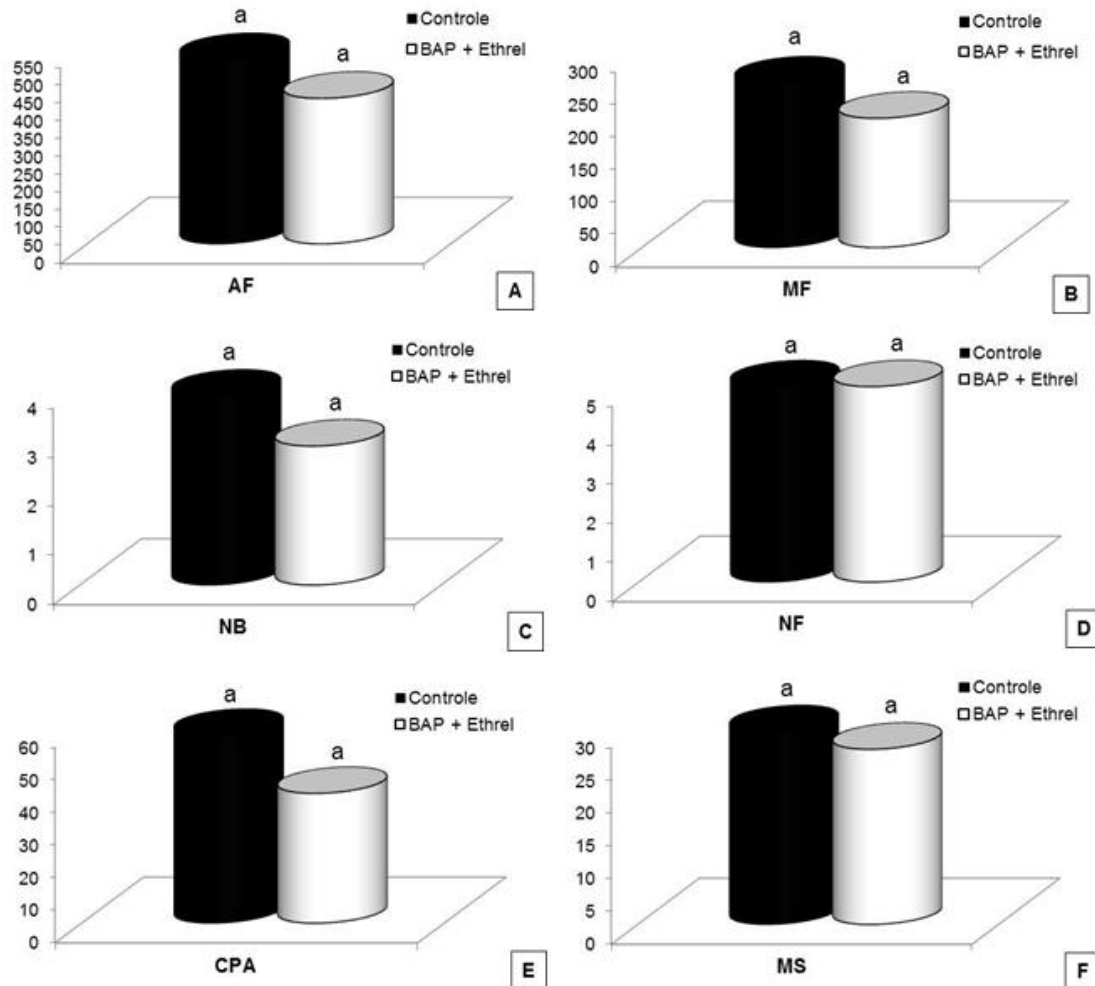 a
a
Controle
BAP + Ethrel
550
500
450
400
350
300
250
200
150
100
50
0
AF
A
a
a
Controle
BAP + Ethrel
300
250
200
150
100
50
0
MF
B
a
a
Controle
BAP + Ethrel
4
3
2
1
0
NB
C
a
a
Controle
BAP + Ethrel
5
4
3
2
1
0
NF
D
a
a
Controle
BAP + Ethrel
60
50
40
30
20
10
0
CPA
E
a
a
Controle
BAP + Ethrel
30
25
20
15
10
5
0
MS
F